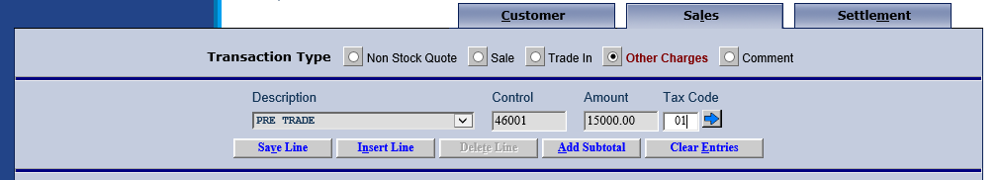 Customer Sales Settlement
Transaction Type Non Stock Quote Sale Trade In Other Charges Comment
Description Control Amount Tax Code
PRE TRADE 46001 15000.00 01
Save Line Insert Line Delete Line Add Subtotal Clear Entries